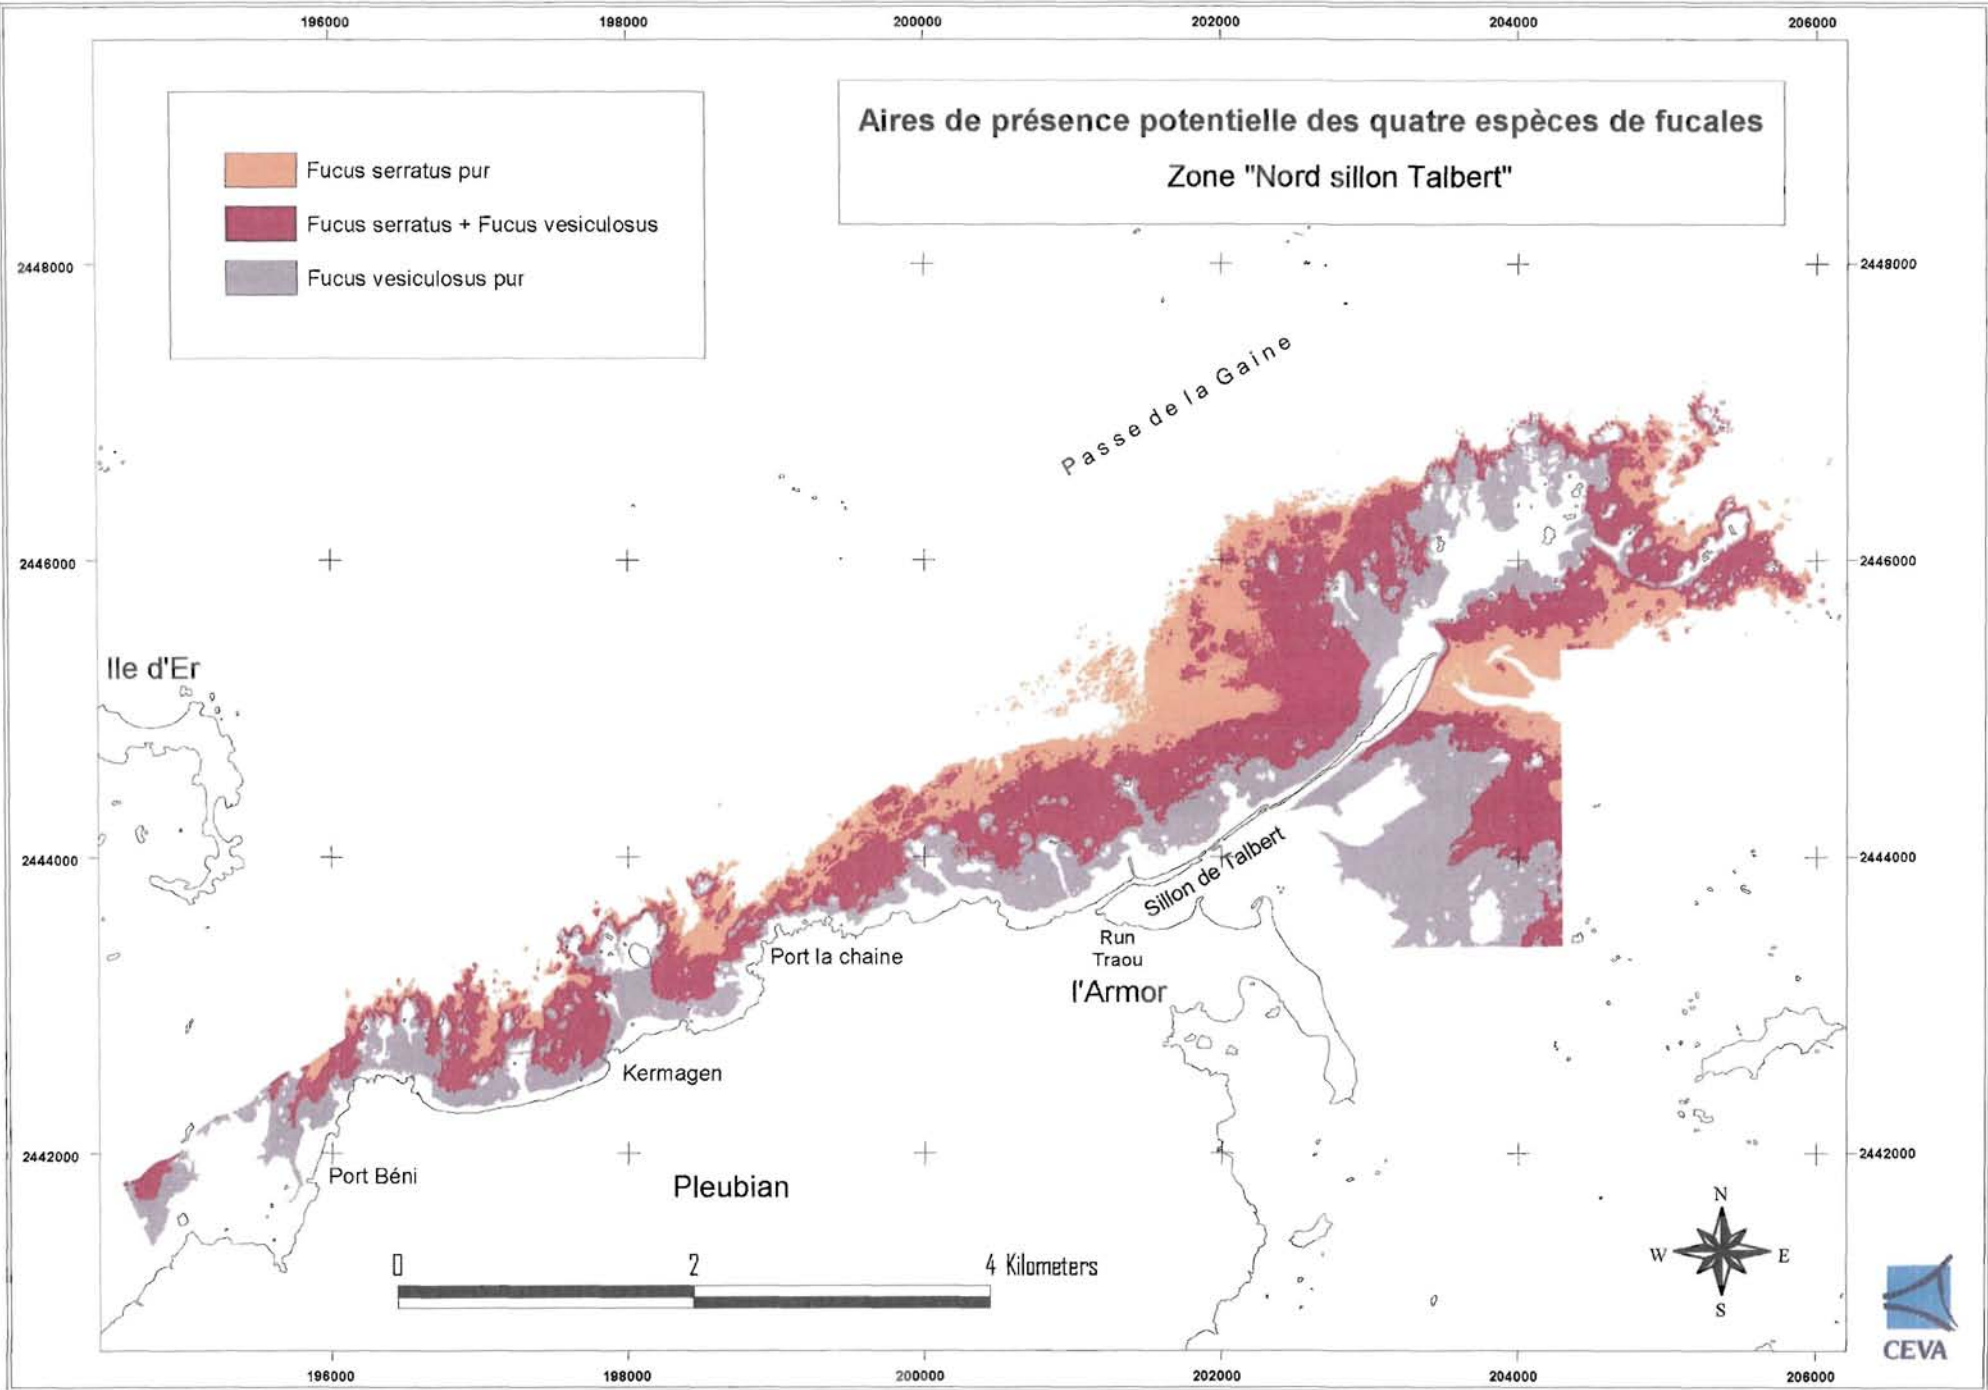 196000 198000 200000 202000 204000 206000
Aires de présence potentielle des quatre espèces de fucales
Zone "Nord sillon Talbert"
Fucus serratus pur
Fucus serratus + Fucus vesiculosus
Fucus vesiculosus pur
2448000 2448000
Passe de la Gaine
2446000 2446000
Ile d'Er
2444000 2444000
Sillon de Talbert
Port la chaine
Run
Traou
l'Armor
Kermagen
2442000 2442000
Port Béni
Pleubian
N
W E
S
0 2 4 Kilometers
CEVA
196000 198000 200000 202000 204000 206000